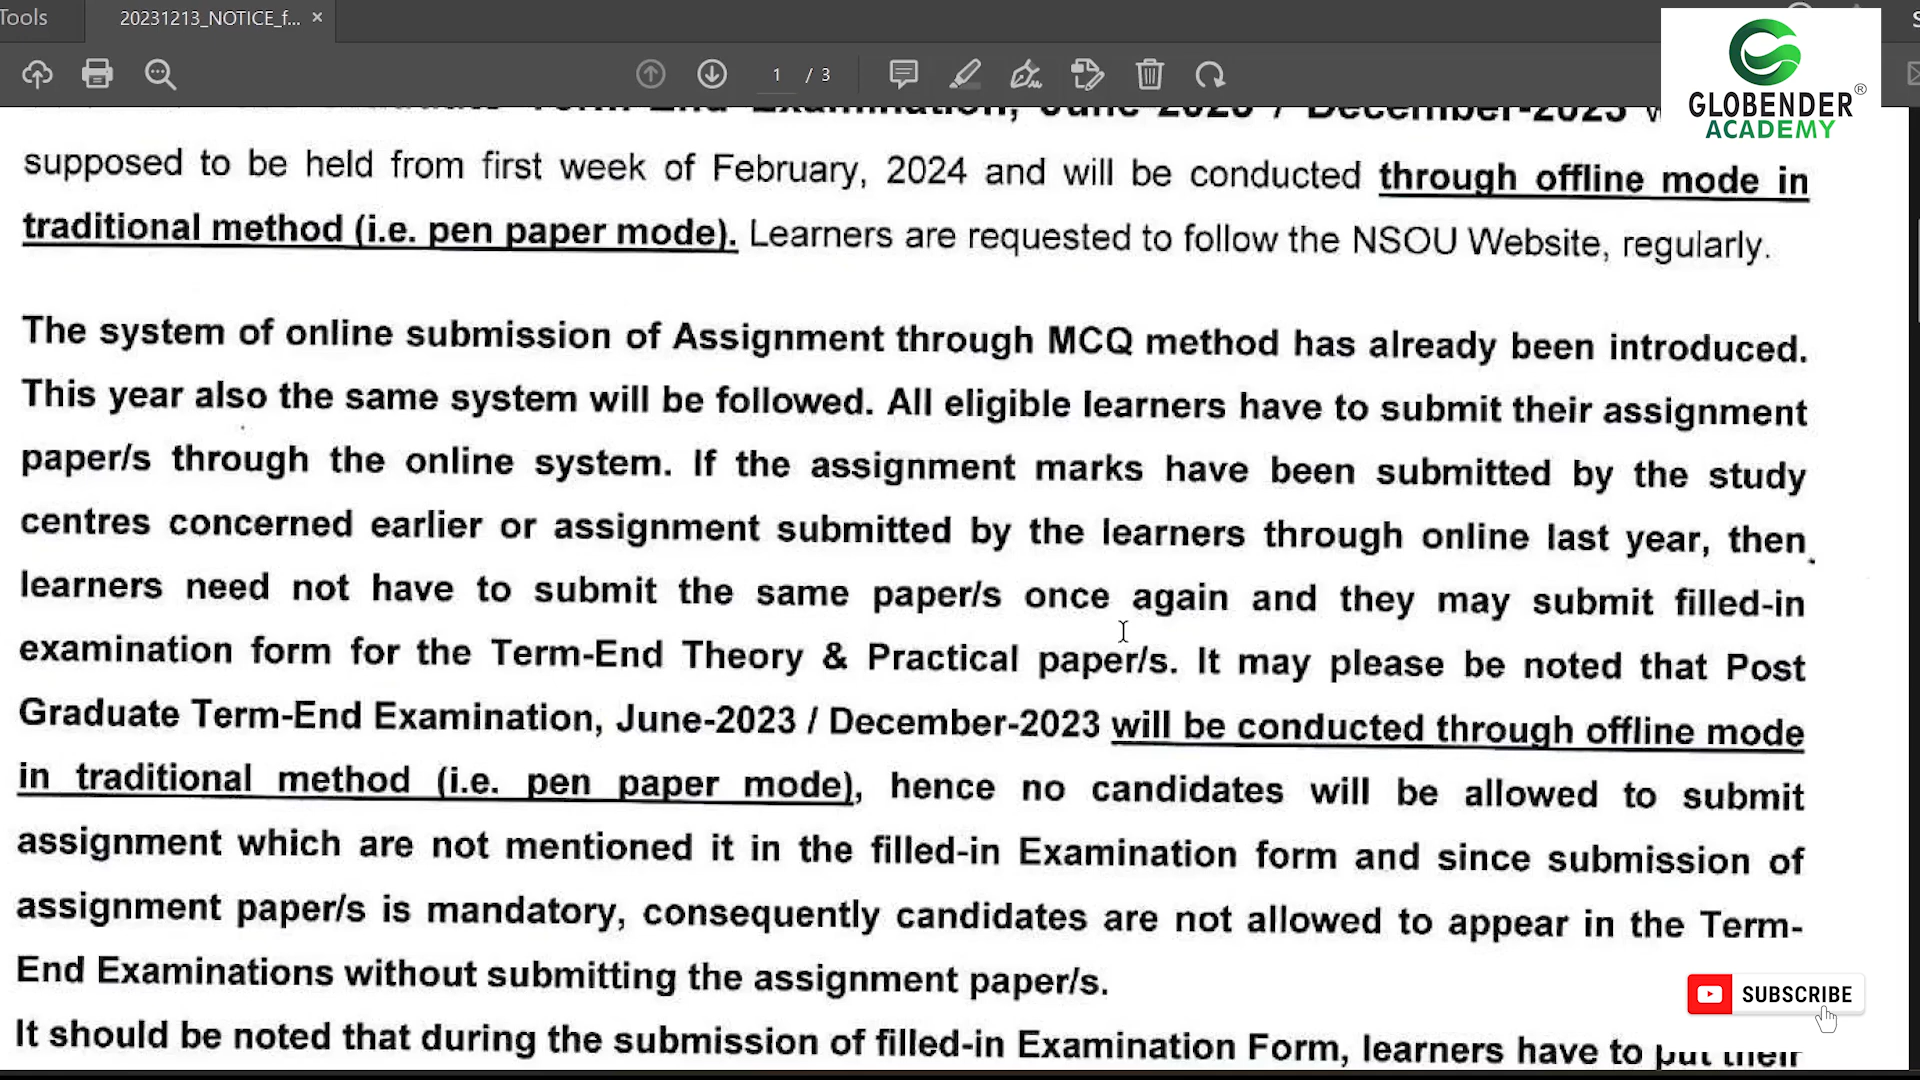 Tools
20231213_NOTICE_f... ×
1 / 3
GLOBENDER®
ACADEMY
Term End Examination, June-2023 / December-2023
supposed to be held from first week of February, 2024 and will be conducted through offline mode in
traditional method (i.e. pen paper mode). Learners are requested to follow the NSOU Website, regularly.
The system of online submission of Assignment through MCQ method has already been introduced.
This year also the same system will be followed. All eligible learners have to submit their assignment
paper/s through the online system. If the assignment marks have been submitted by the study
centres concerned earlier or assignment submitted by the learners through online last year, then
learners need not have to submit the same paper/s once again and they may submit filled-in
examination form for the Term-End Theory & Practical paper/s. It may please be noted that Post
Graduate Term-End Examination, June-2023 / December-2023 will be conducted through offline mode
in traditional method (i.e. pen paper mode), hence no candidates will be allowed to submit
assignment which are not mentioned it in the filled-in Examination form and since submission of
assignment paper/s is mandatory, consequently candidates are not allowed to appear in the Term-
End Examinations without submitting the assignment paper/s.
SUBSCRIBE
It should be noted that during the submission of filled-in Examination Form, learners have to put their